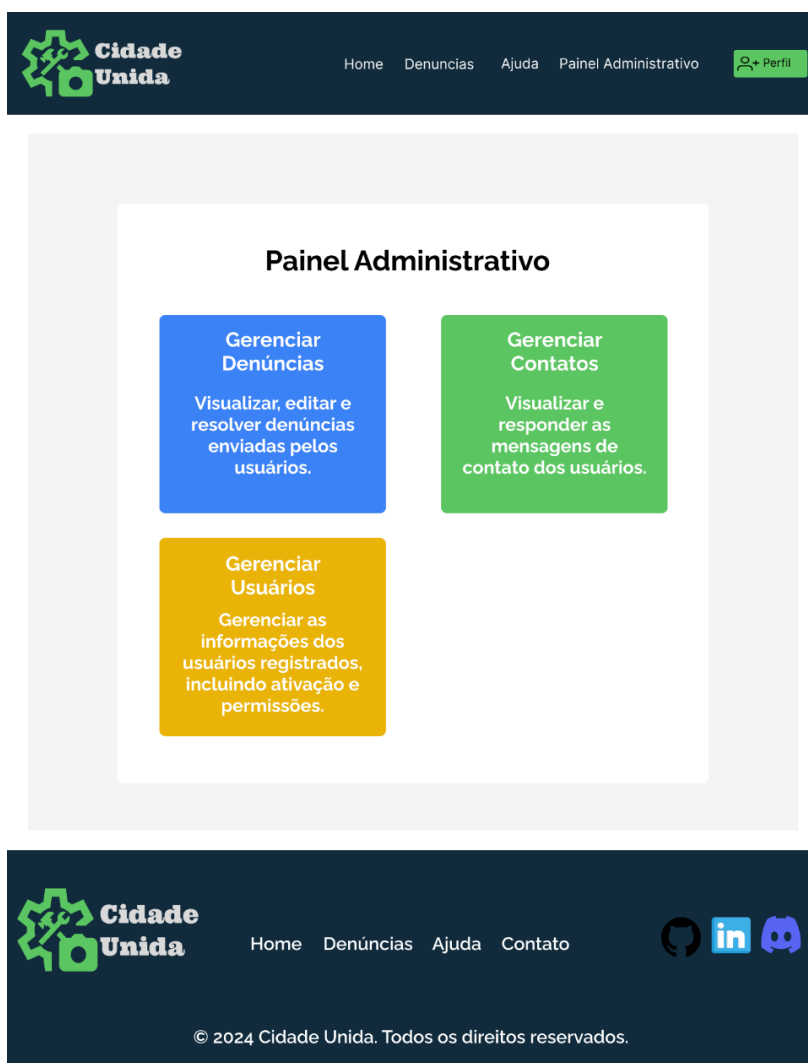 Cidade
Unida
Home Denuncias Ajuda Painel Administrativo Perfil
Painel Administrativo
Gerenciar
Denúncias
Visualizar, editar e
resolver denúncias
enviadas pelos
usuários.
Gerenciar
Contatos
Visualizar e
responder as
mensagens de
contato dos usuários.
Gerenciar
Usuários
Gerenciar as
informações dos
usuários registrados,
incluindo ativação e
permissões.
Cidade
Unida
Home Denúncias Ajuda Contato
in
© 2024 Cidade Unida. Todos os direitos reservados.